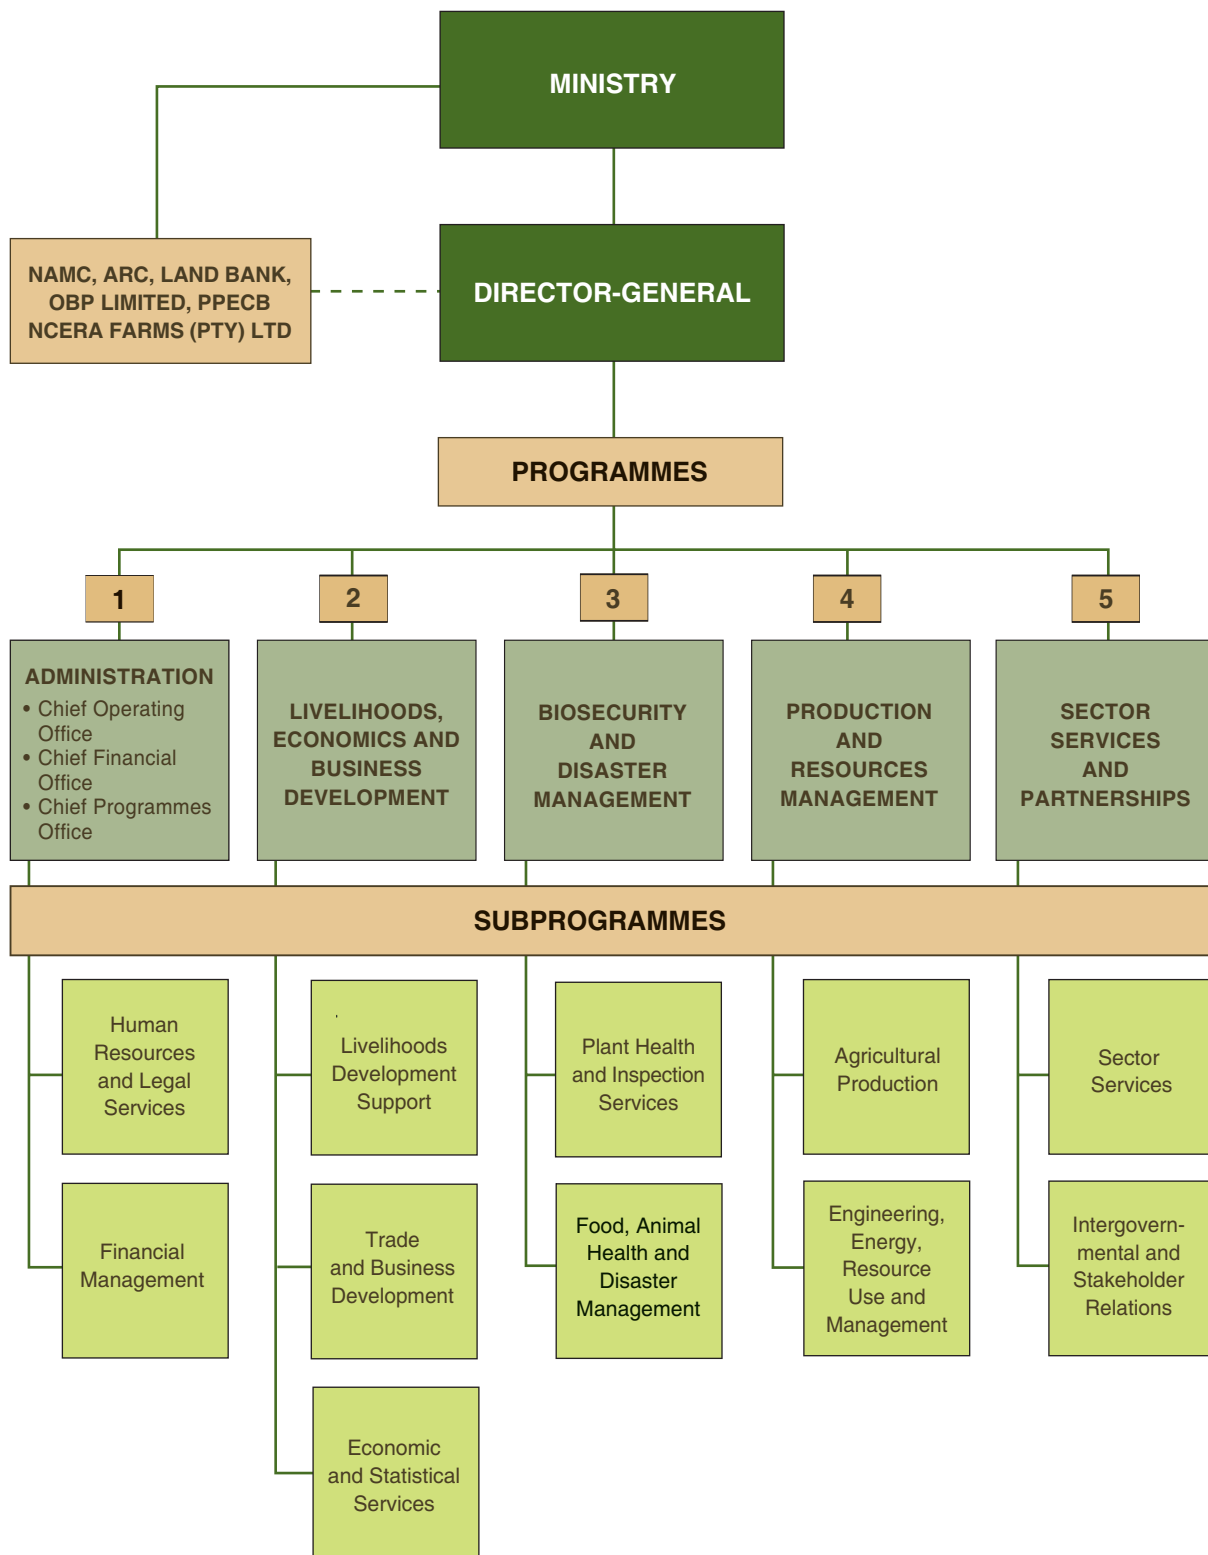 MINISTRY
NAMC, ARC, LAND BANK,
OBP LIMITED, PPECB
NCERA FARMS (PTY) LTD
DIRECTOR-GENERAL
PROGRAMMES
1
2
3
4
5
ADMINISTRATION
• Chief Operating
Office
• Chief Financial
Office
• Chief Programmes
Office
LIVELIHOODS,
ECONOMICS AND
BUSINESS
DEVELOPMENT
BIOSECURITY
AND
DISASTER
MANAGEMENT
PRODUCTION
AND
RESOURCES
MANAGEMENT
SECTOR
SERVICES
AND
PARTNERSHIPS
SUBPROGRAMMES
Human
Resources
and Legal
Services
Livelihoods
Development
Support
Plant Health
and Inspection
Services
Agricultural
Production
Sector
Services
Financial
Management
Trade
and Business
Development
Food, Animal
Health and
Disaster
Management
Engineering,
Energy,
Resource
Use and
Management
Intergovern-
mental and
Stakeholder
Relations
Economic
and Statistical
Services